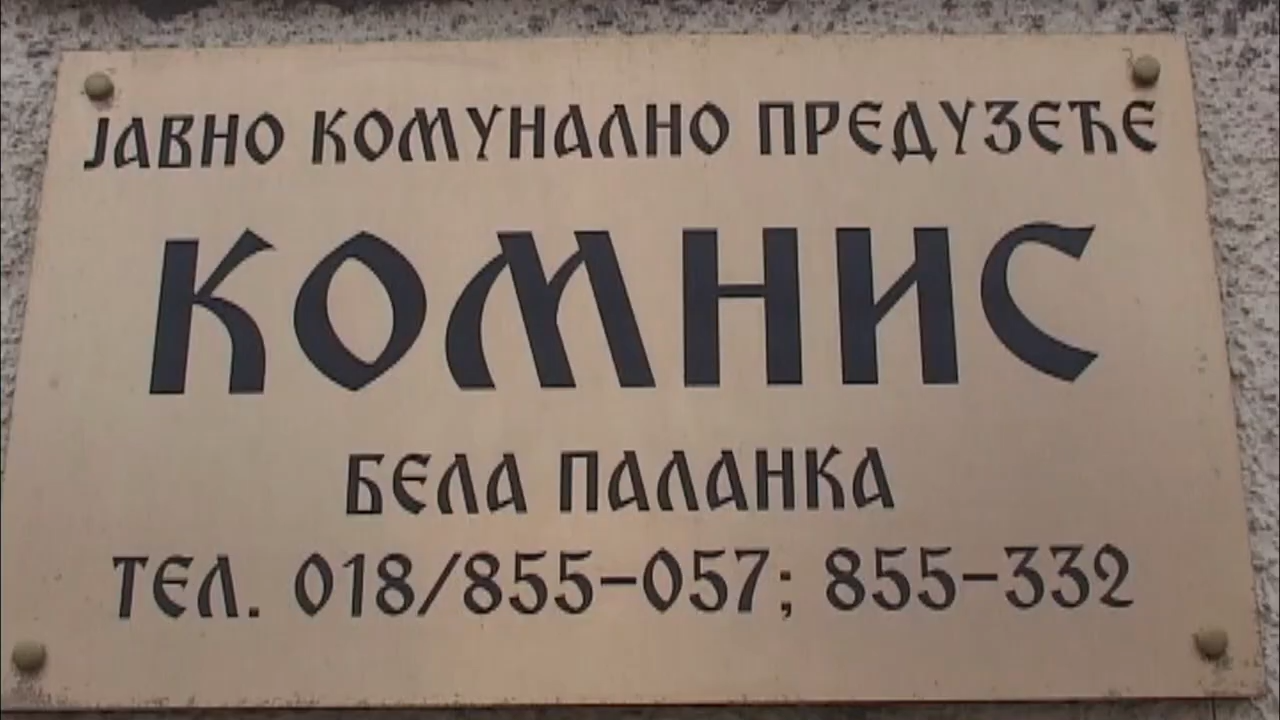 ЈАВНО КОМУНАЛНО ПРЕДУЗЕЋЕ
КОМНИС
БЕЛА ПАЛАНКА
ТЕЛ. 018/855-057; 855-332